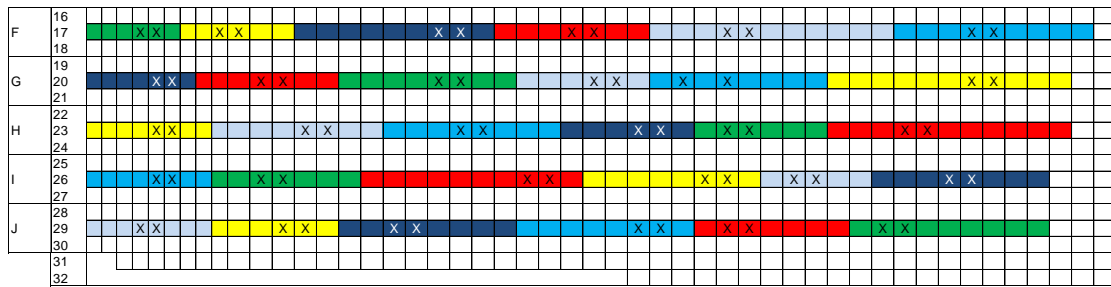 16
F 17 X X X X X X X X X X X X
18
19
G 20 X X X X X X X X X X X X
21
22
H 23 X X X X X X X X X X X X
24
25
I 26 X X X X X X X X X X X X
27
28
J 29 X X X X X X X X X X X X
30
31
32